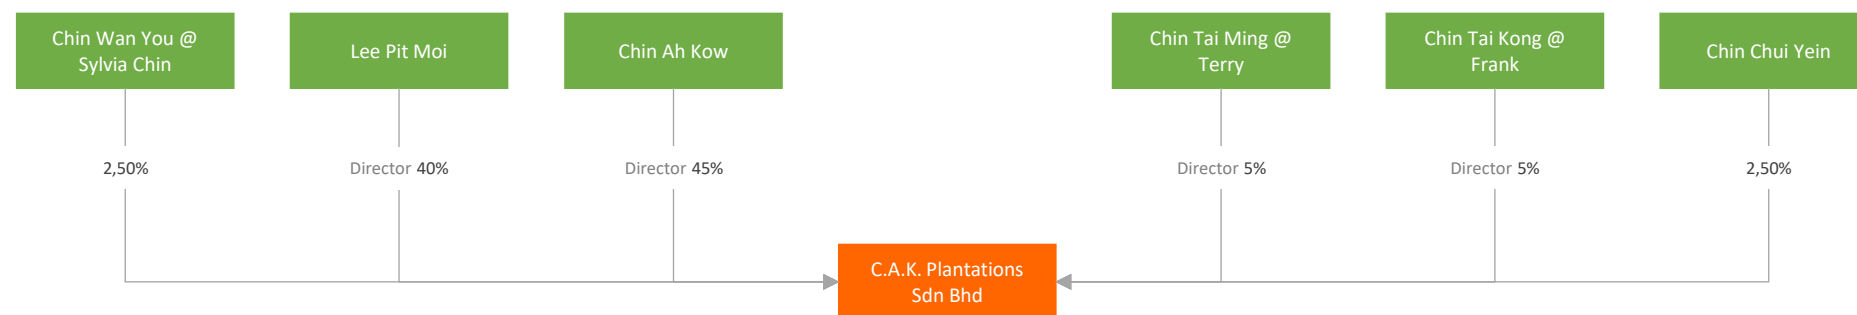 Chin Wan You @
Sylvia Chin
Lee Pit Moi
Chin Ah Kow
Chin Tai Ming @
Terry
Chin Tai Kong @
Frank
Chin Chui Yein
2,50%
Director 40%
Director 45%
Director 5%
Director 5%
2,50%
C.A.K. Plantations
Sdn Bhd